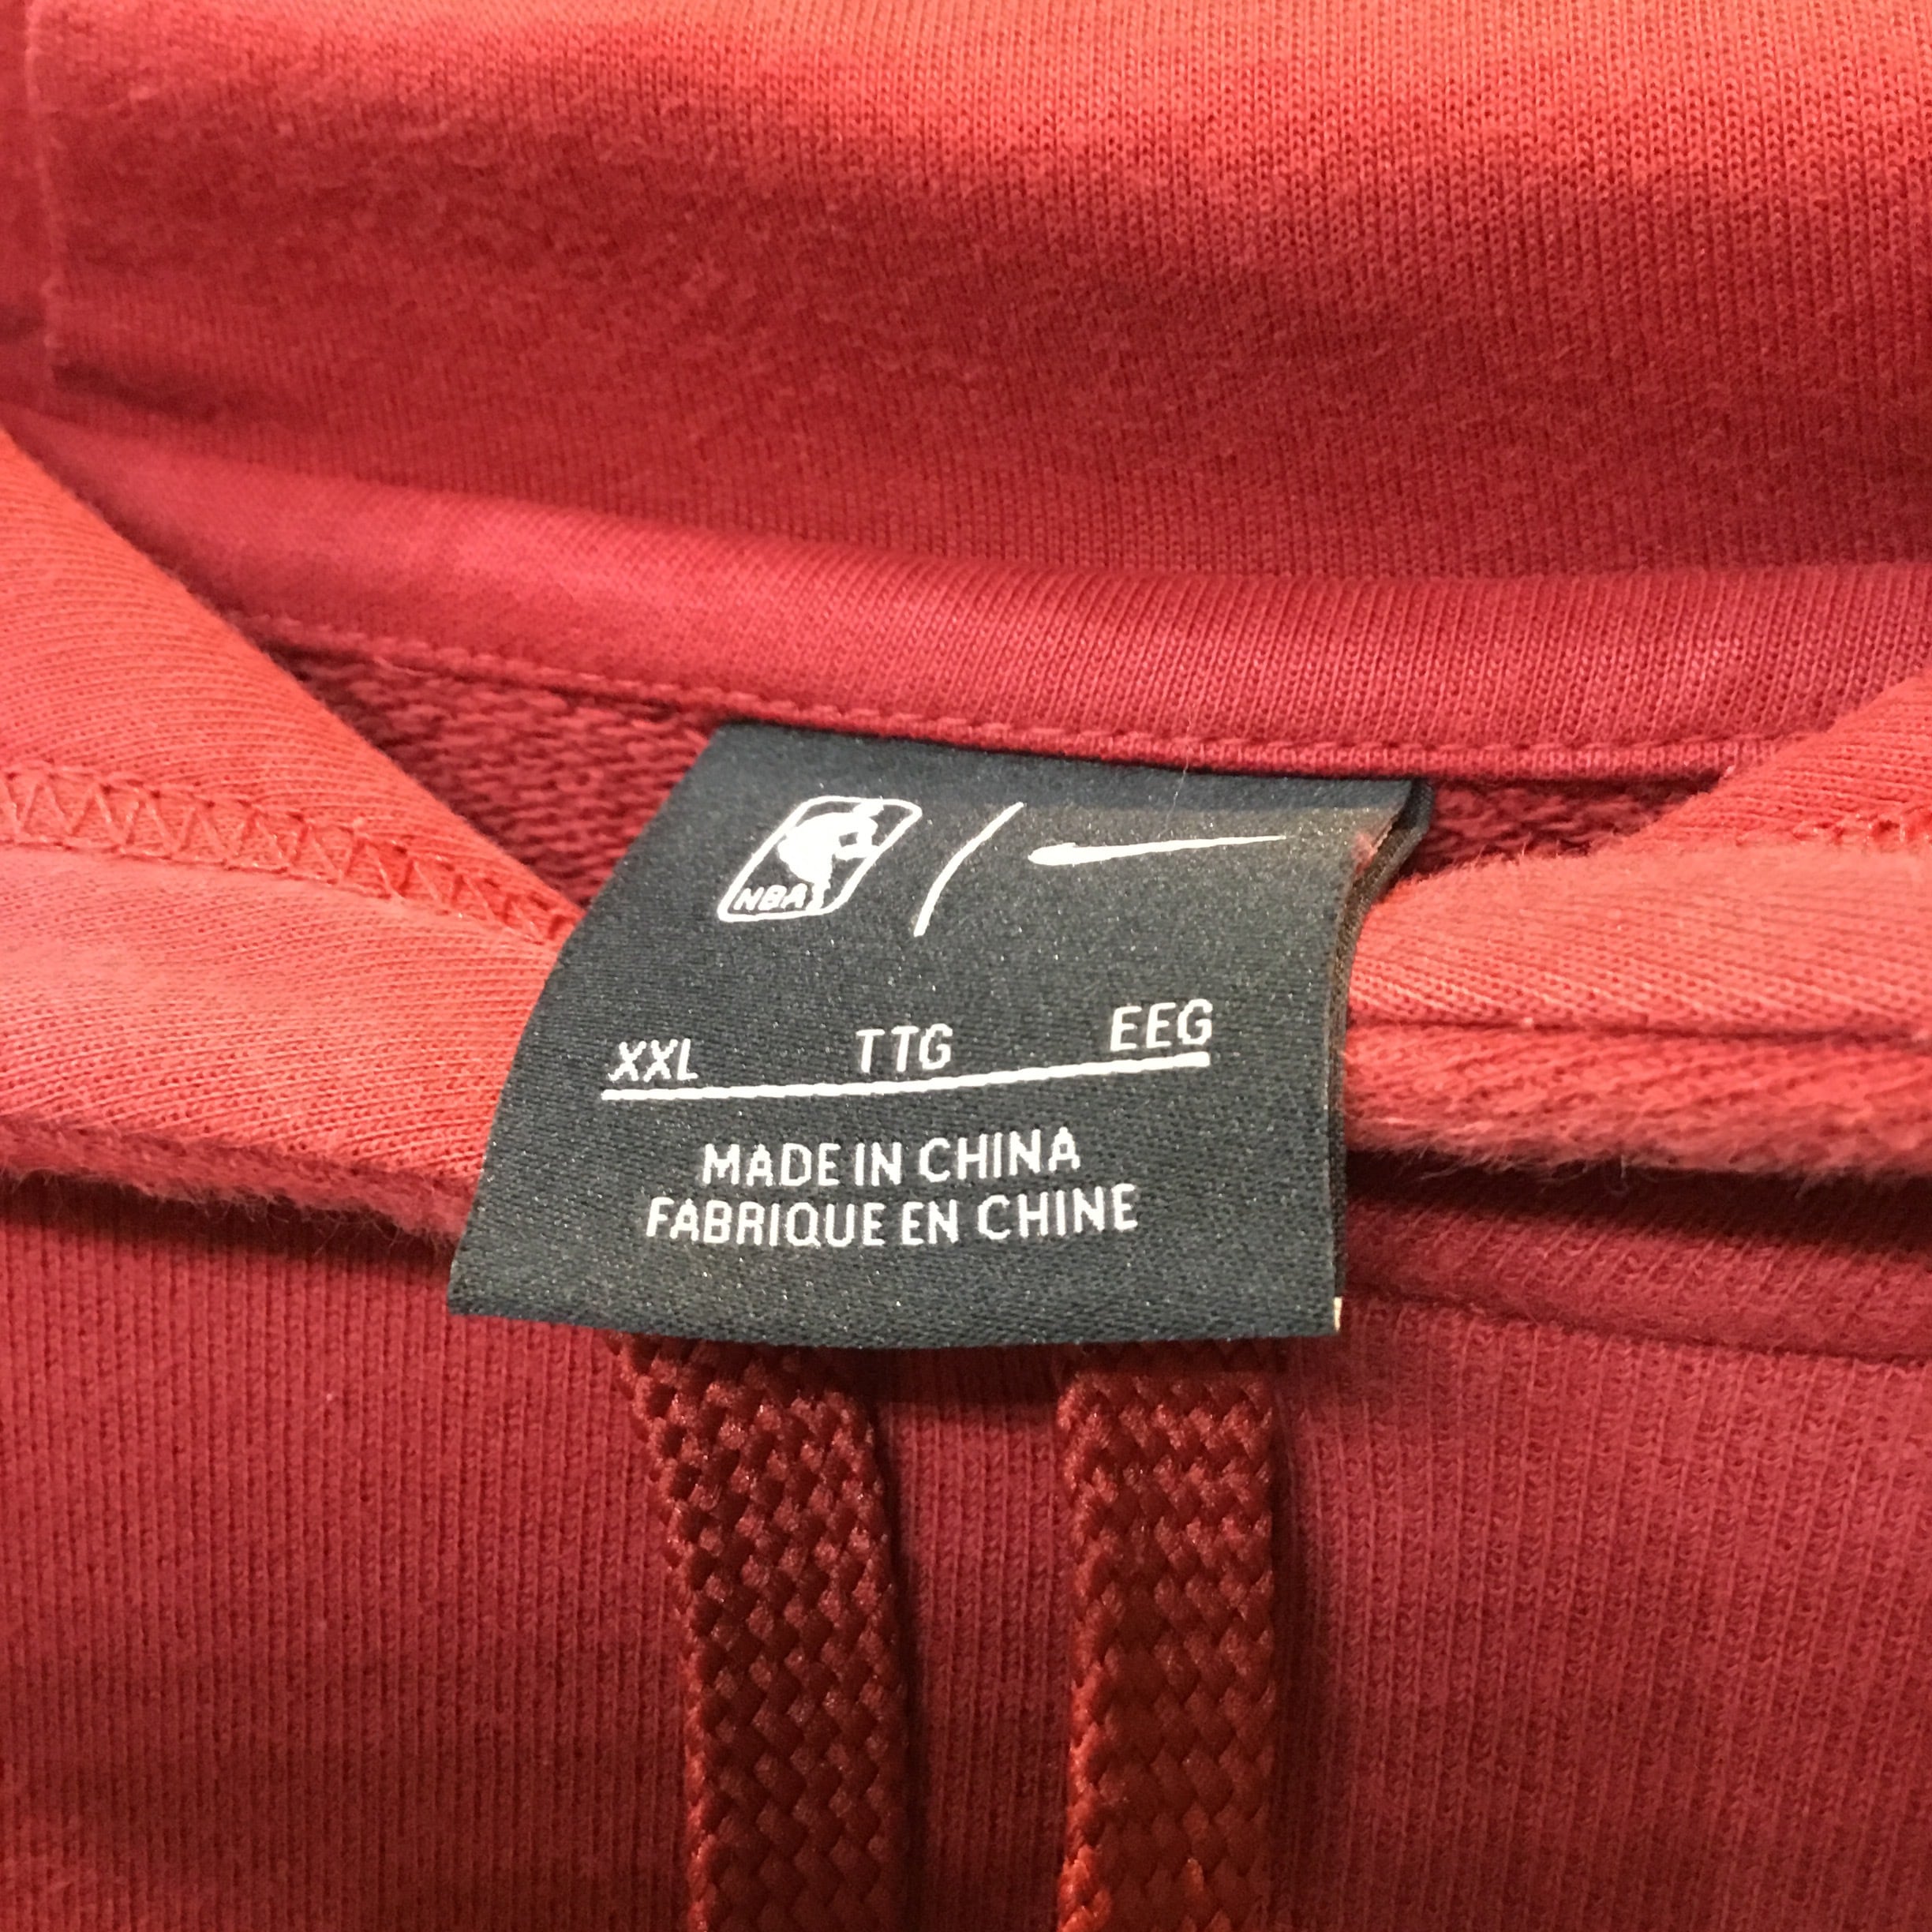 NBA
XXL TTG EEG
MADE IN CHINA
FABRIQUE EN CHINE